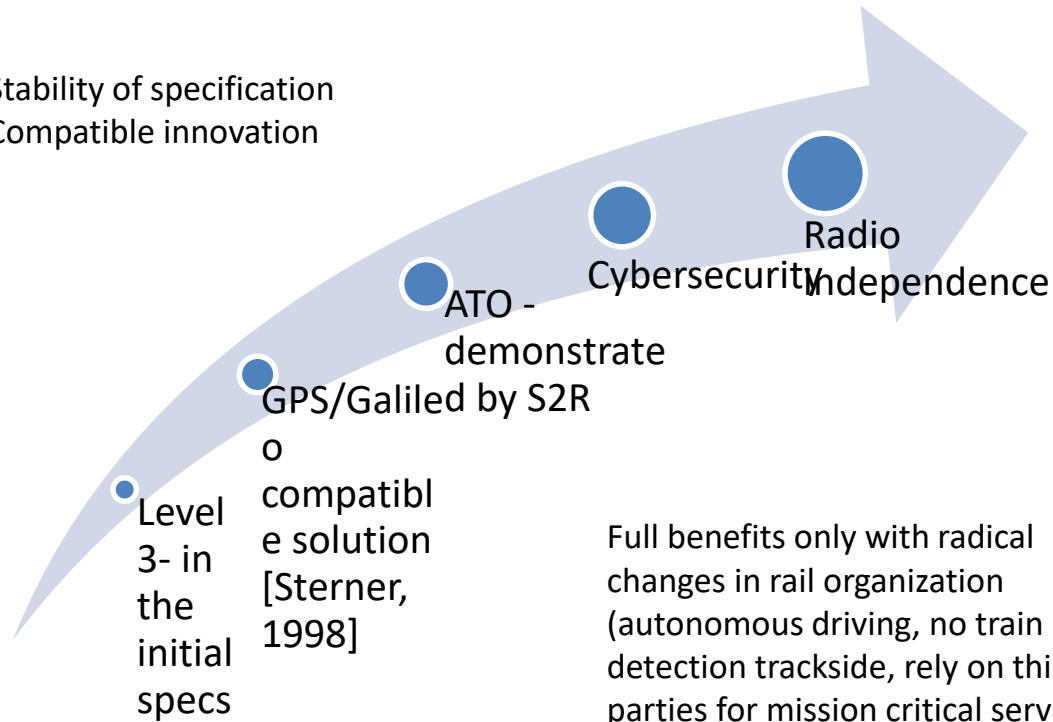 Stability of specification
Compatible innovation
Radio
Independence
Cybersecurity
ATO -
demonstrate
d by S2R
GPS/Galile
o
compatibl
e solution
[Sterner,
1998]
Level
3- in
the
initial
specs
Full benefits only with radical
changes in rail organization
(autonomous driving, no train
detection trackside, rely on thi
parties for mission critical serv